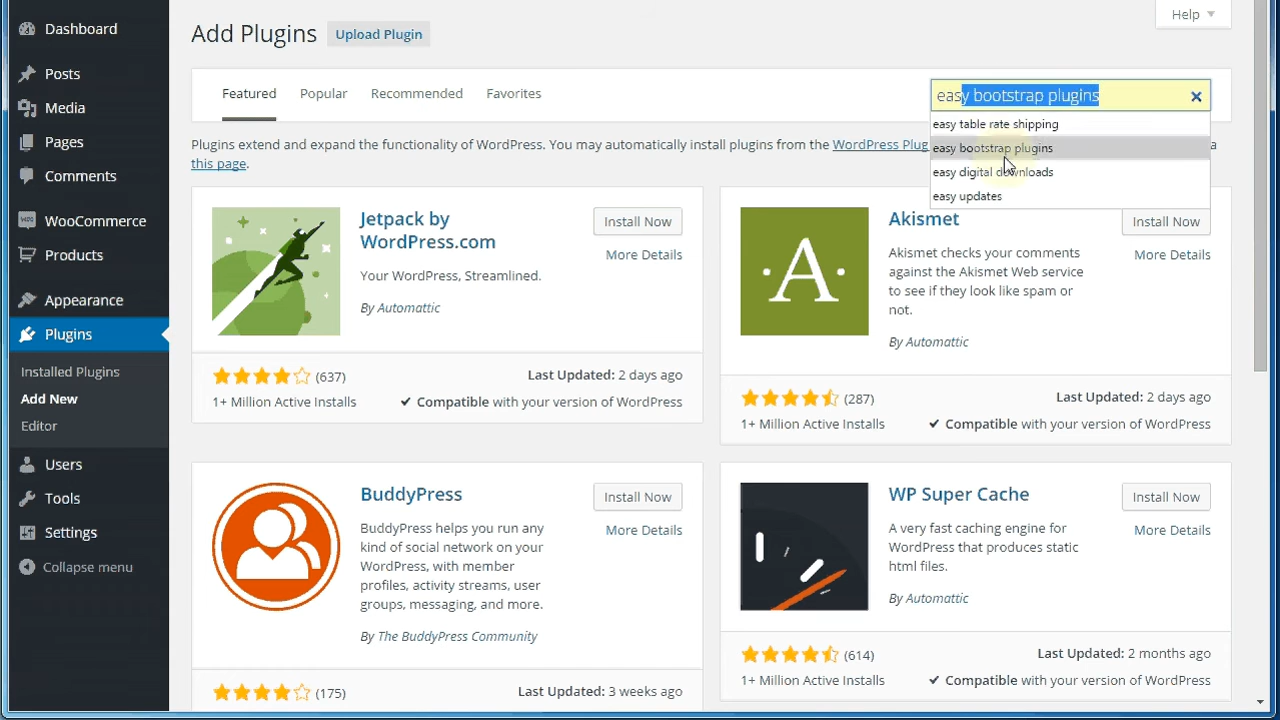 Dashboard
Posts
Media
Pages
Comments
WooCommerce
Products
Appearance
Plugins
Installed Plugins
Add New
Editor
Users
Tools
Settings
Collapse menu
Help
Add Plugins
Upload Plugin
Featured
Popular
Recommended
Favorites
easy bootstrap plugins
easy table rate shipping
easy bootstrap plugins
easy digital downloads
easy updates
Plugins extend and expand the functionality of WordPress. You may automatically install plugins from the WordPress Plug a
this page.
Jetpack by
WordPress.com
Install Now
More Details
Your WordPress, Streamlined.
By Automattic
(637)
Last Updated: 2 days ago
1+ Million Active Installs
Compatible with your version of WordPress
Akismet
Install Now
More Details
Akismet checks your comments
against the Akismet Web service
to see if they look like spam or
not.
By Automattic
·A·
(287)
Last Updated: 2 days ago
1+ Million Active Installs
Compatible with your version of WordPress
BuddyPress
Install Now
More Details
BuddyPress helps you run any
kind of social network on your
WordPress, with member
profiles, activity streams, user
groups, messaging, and more.
By The BuddyPress Community
(175)
Last Updated: 3 weeks ago
WP Super Cache
Install Now
More Details
A very fast caching engine for
WordPress that produces static
html files.
By Automattic
(614)
Last Updated: 2 months ago
1+ Million Active Installs
Compatible with your version of WordPress